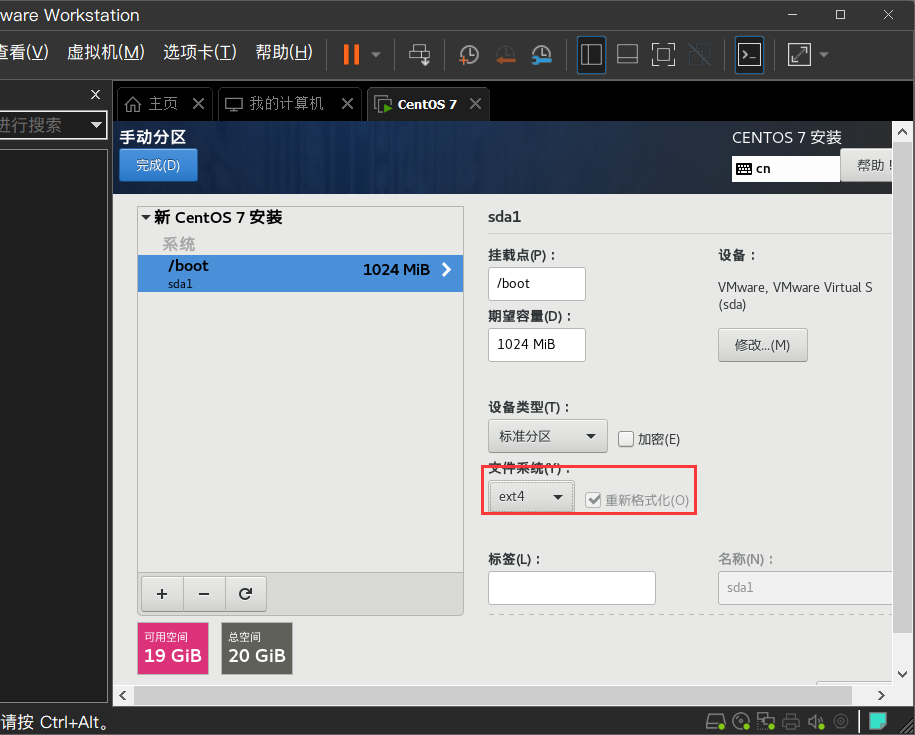 ware Workstation
查看(V) 虚拟机(M) 选项卡(T) 帮助(H)
主页 我的计算机 CentOS 7
进行搜索
手动分区
CENTOS 7 安装
完成(D)
cn
帮助！
新 CentOS 7 安装
系统
/boot 1024 MiB
sda1
sda1
挂载点(P)：
/boot
期望容量(D)：
1024 MiB
设备：
VMware, VMware Virtual S
(sda)
修改...(M)
设备类型(T)：
标准分区
加密(E)
文件系统(Y)：
ext4
重新格式化(O)
标签(L)：
名称(N)：
sda1
可用空间
19 GiB
总空间
20 GiB
请按 Ctrl+Alt。